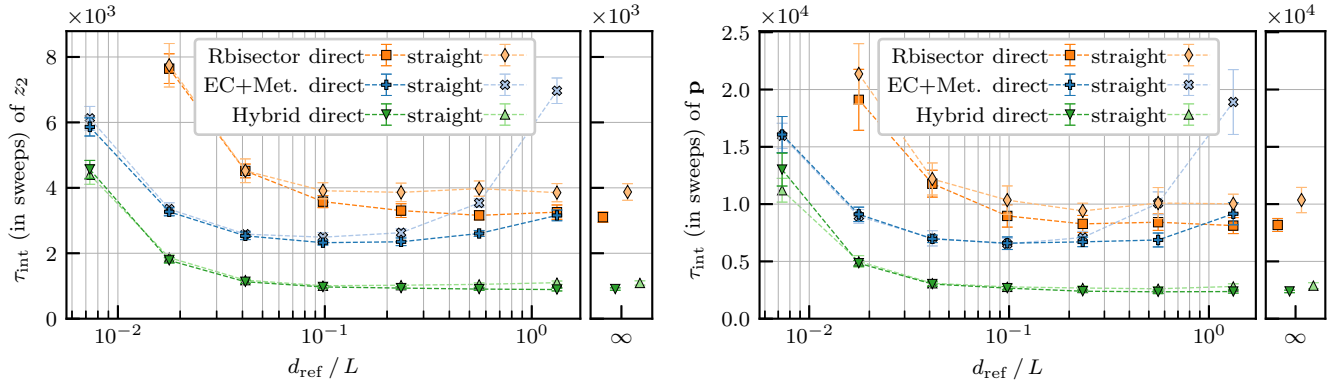 ×10³
×10³
8
6
4
2
0
τint (in sweeps) of z2
Rbisector direct straight
EC+Met. direct straight
Hybrid direct straight
10⁻² 10⁻¹ 10⁰ ∞
dref / L
×10⁴
×10⁴
2.5
2.0
1.5
1.0
0.5
0.0
τint (in sweeps) of p
Rbisector direct straight
EC+Met. direct straight
Hybrid direct straight
10⁻² 10⁻¹ 10⁰ ∞
dref / L